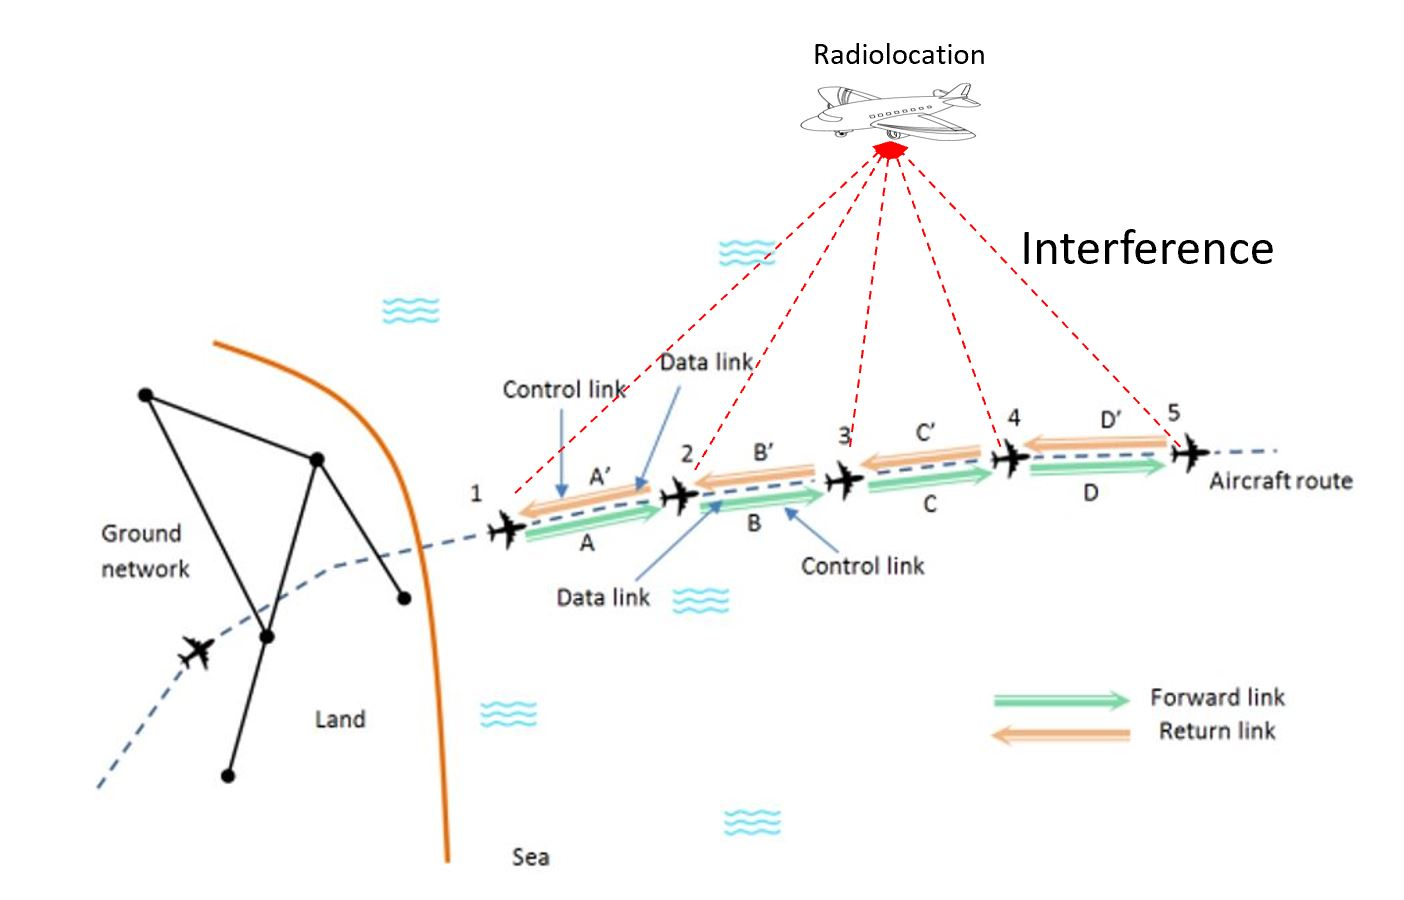 Radiolocation
Interference
Data link
Control link
1
A’
2
B’
3
C’
4
D’
5
Aircraft route
A
B
C
D
Ground
network
Data link
Control link
Land
Forward link
Return link
Sea